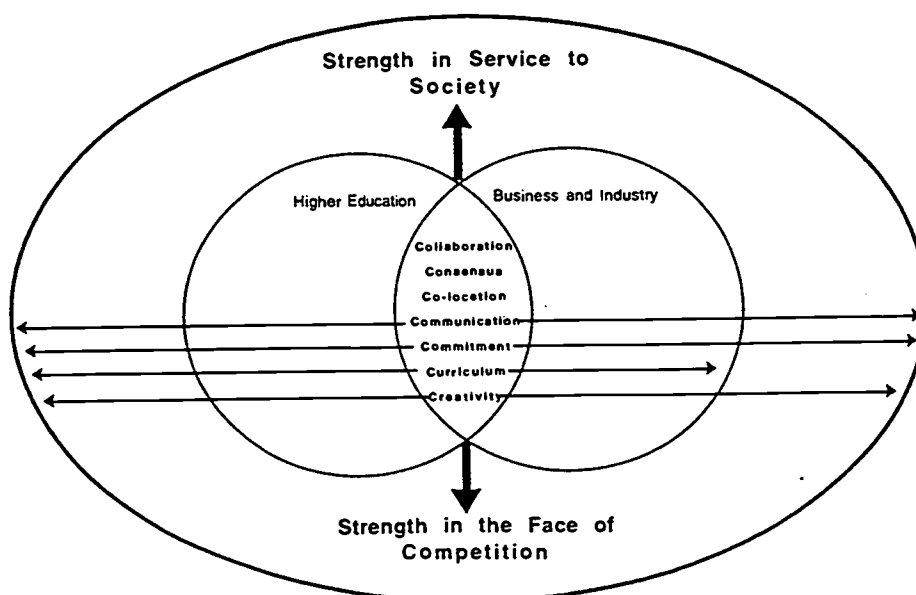 Strength in Service to
Society
Higher Education
Business and Industry
Collaboration
Consensus
Co-location
Communication
Commitment
Curriculum
Creativity
Strength in the Face of
Competition